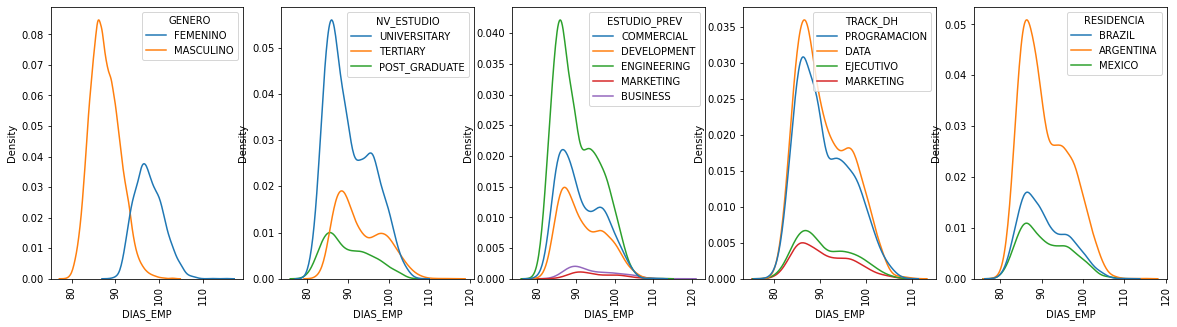 GENERO
FEMENINO
MASCULINO
0.08
0.07
0.06
0.05
0.04
0.03
0.02
0.01
0.00
Density
80
90
100
110
DIAS_EMP
NV_ESTUDIO
UNIVERSITARY
TERTIARY
POST_GRADUATE
0.05
0.04
0.03
0.02
0.01
0.00
Density
80
90
100
110
120
DIAS_EMP
ESTUDIO_PREV
COMMERCIAL
DEVELOPMENT
ENGINEERING
MARKETING
BUSINESS
0.040
0.035
0.030
0.025
0.020
0.015
0.010
0.005
0.000
Density
80
90
100
110
120
DIAS_EMP
TRACK_DH
PROGRAMACION
DATA
EJECUTIVO
MARKETING
0.035
0.030
0.025
0.020
0.015
0.010
0.005
0.000
Density
80
90
100
110
DIAS_EMP
RESIDENCIA
BRAZIL
ARGENTINA
MEXICO
0.05
0.04
0.03
0.02
0.01
0.00
Density
80
90
100
110
120
DIAS_EMP